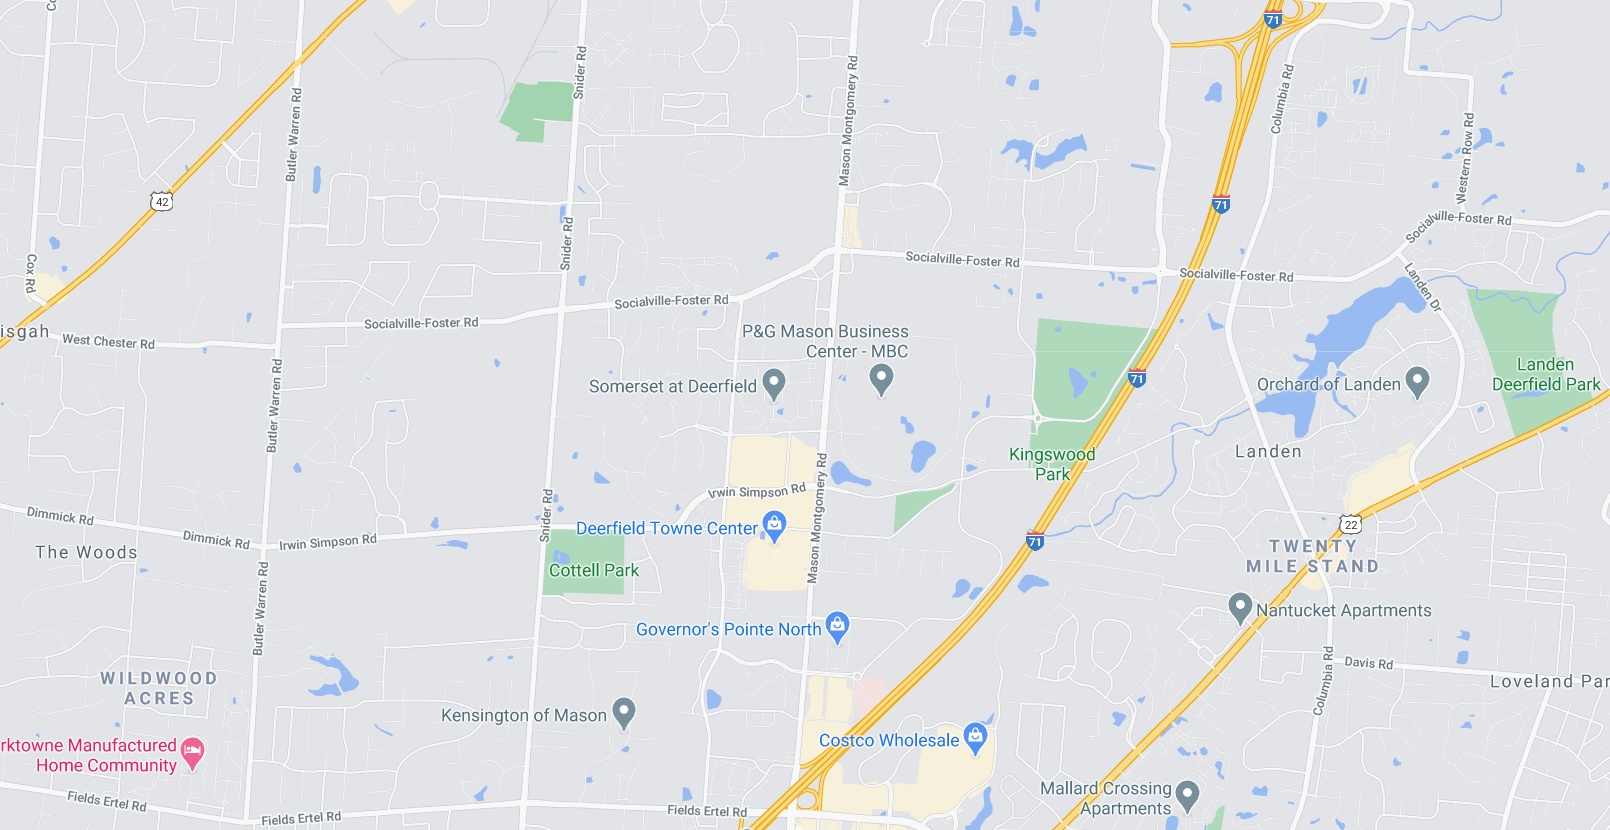 71
Snider Rd
Mason Montgomery Rd
Columbia Rd
Butler Warren Rd
Western Row Rd
42
71
Socialville-Foster Rd
Snider Rd
Cox Rd
Socialville-Foster Rd
Socialville-Foster Rd
Landen Dr
Socialville-Foster Rd
Socialville-Foster Rd
isgah
West Chester Rd
P&G Mason Business
Center - MBC
Somerset at Deerfield
71
Orchard of Landen
Landen
Deerfield Park
Butler Warren Rd
Kingswood
Park
Landen
Mason Montgomery Rd
Irwin Simpson Rd
Snider Rd
Dimmick Rd
Dimmick Rd
Irwin Simpson Rd
Deerfield Towne Center
Mason Montgomery Rd
71
22
The Woods
TWENTY
MILE STAND
Cottell Park
Butler Warren Rd
Nantucket Apartments
Governor's Pointe North
Davis Rd
Columbia Rd
Loveland Par
WILDWOOD
ACRES
Kensington of Mason
rktowne Manufactured
Home Community
Costco Wholesale
Mallard Crossing
Apartments
Fields Ertel Rd
Fields Ertel Rd
Fields Ertel Rd